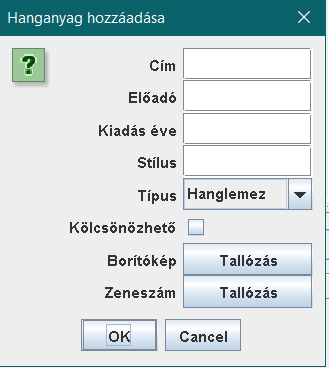 Hanganyag hozzáadása
Cím
Előadó
Kiadás éve
Stílus
Típus Hanglemez
Kölcsönözhető
Borítókép Tallózás
Zeneszám Tallózás
OK Cancel